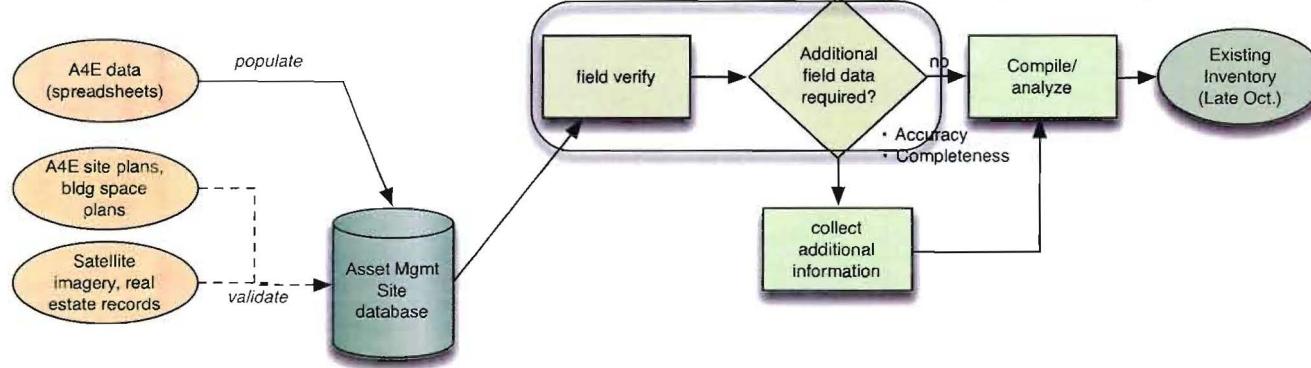 A4E data
(spreadsheets)
populate
A4E site plans,
bldg space
plans
Satellite
imagery, real
estate records
validate
Asset Mgmt
Site
database
field verify
Additional
field data
required?
no
• Accuracy
• Completeness
collect
additional
information
Compile/
analyze
Existing
Inventory
(Late Oct.)